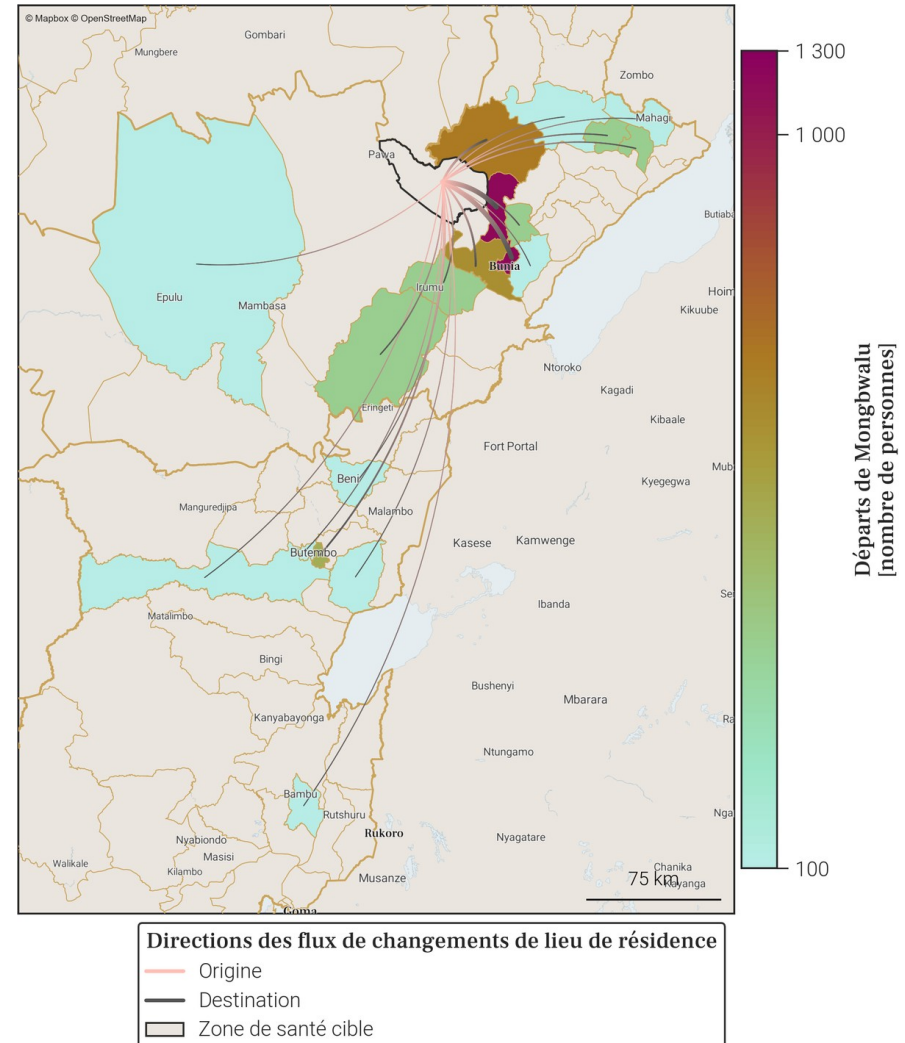 © Mapbox © OpenStreetMap
Gombari
Mungbere
Zombo
Mahagi
Pawa
Butiaba
Bunia
Irumu
Epulu
Mambasa
Hoim
Kikuube
Ntoroko
Kagadi
Eringeti
Kibaale
Fort Portal
Mub
Beni
Kyegegwa
Manguredjipa
Malambo
Kasese
Kamwenge
Butembo
Se
Ibanda
Matalimbo
Bingi
Bushenyi
Mbarara
Kanyabayonga
Ra
Ntungamo
Bambu
Rutshuru
Nga
Rukoro
Nyabiondo
Nyagatare
Masisi
Walikale
Kilambo
Chanika
Musanze
75 km
Kayanga
Goma
1 300
1 000
100
Départs de Mongbwalu
[nombre de personnes]
Directions des flux de changements de lieu de résidence
Origine
Destination
Zone de santé cible